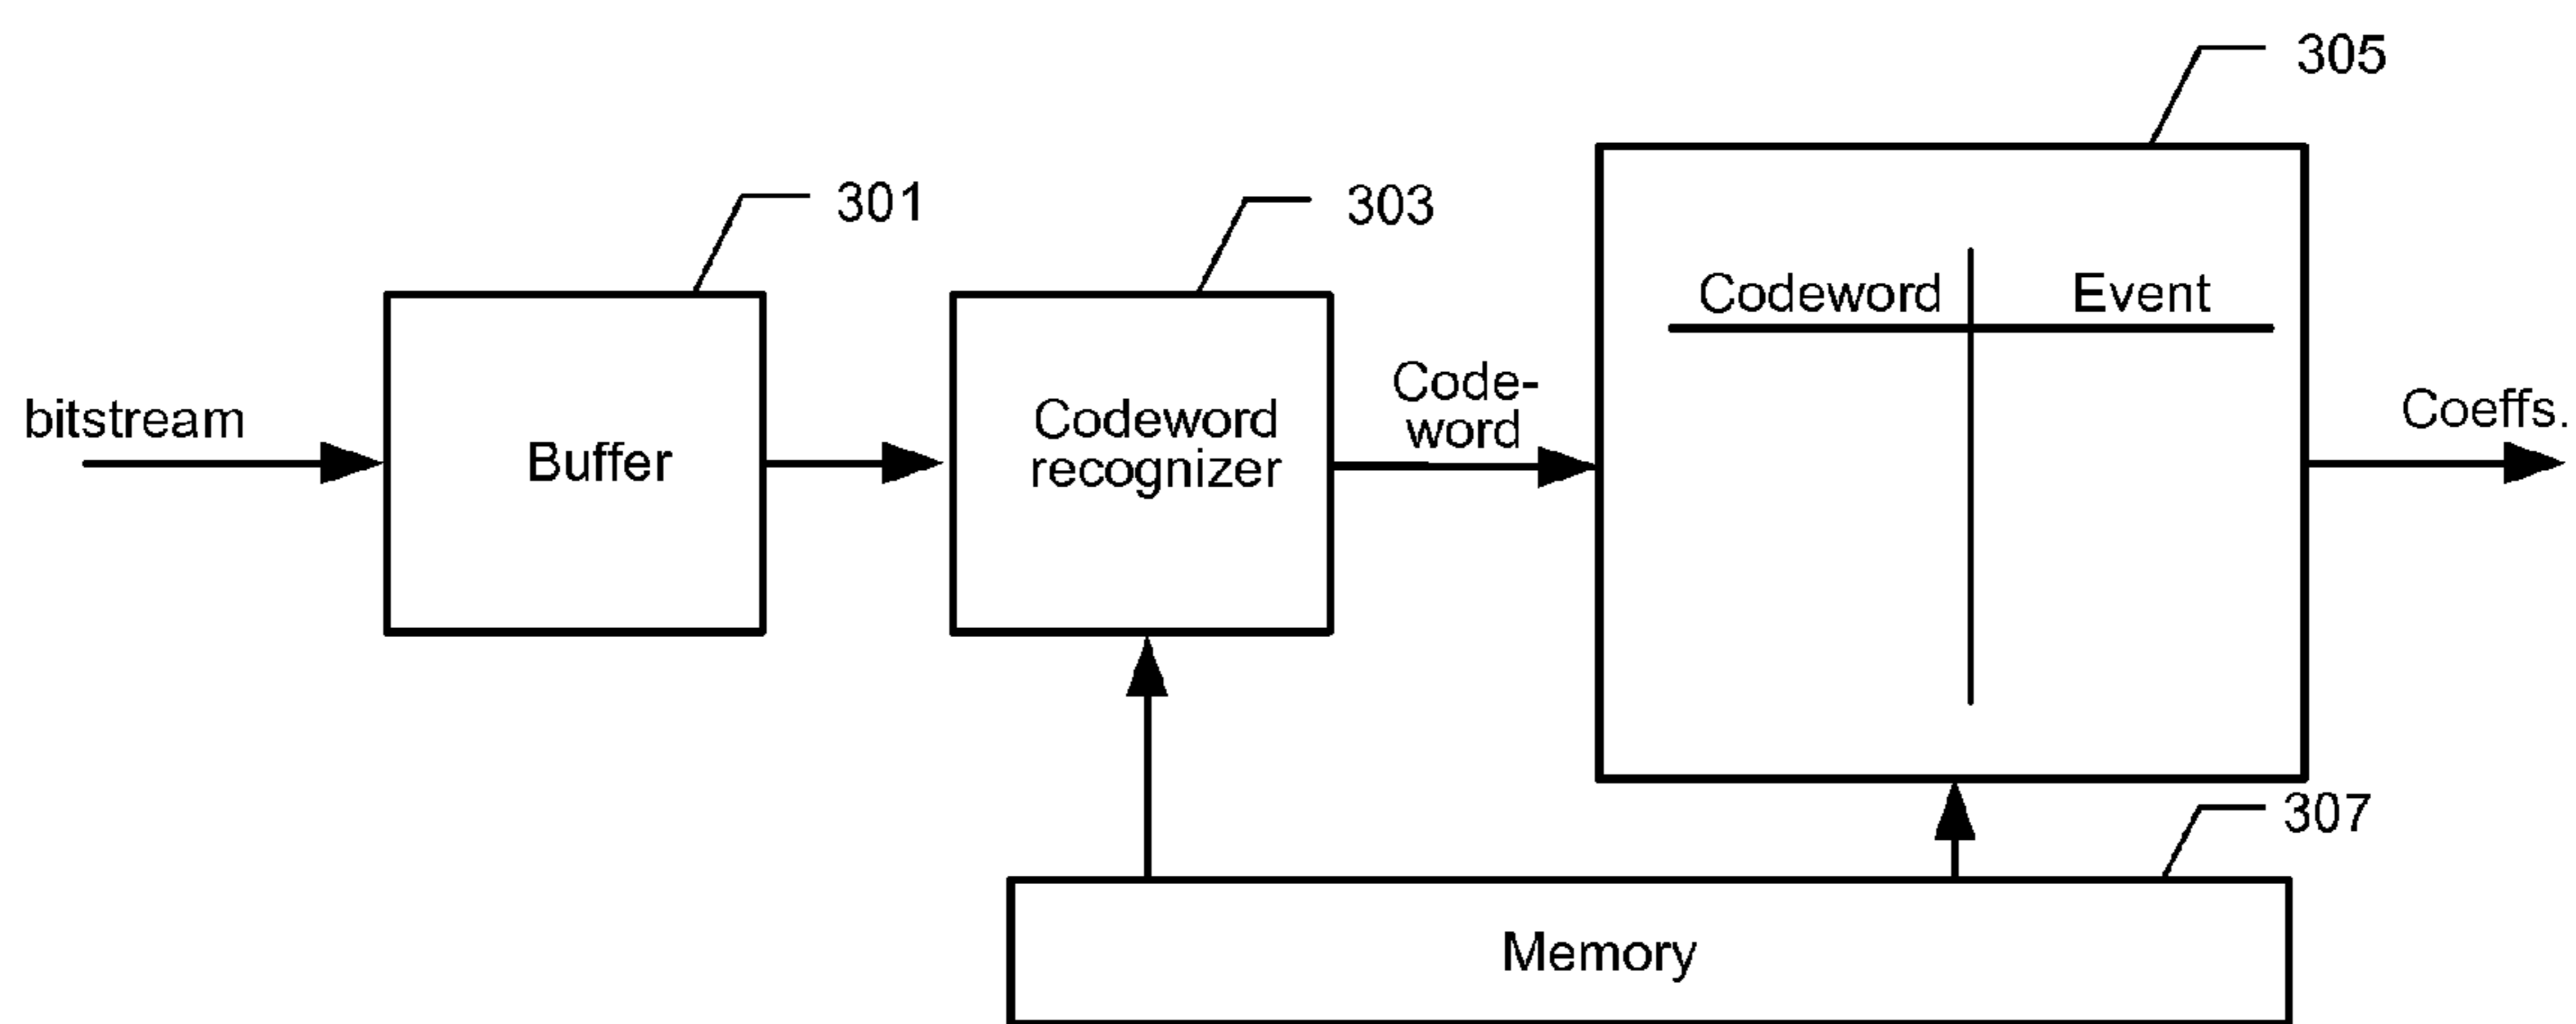 305
301
303
Codeword Event
bitstream
Buffer
Codeword
recognizer
Code-
word
Coeffs.
307
Memory